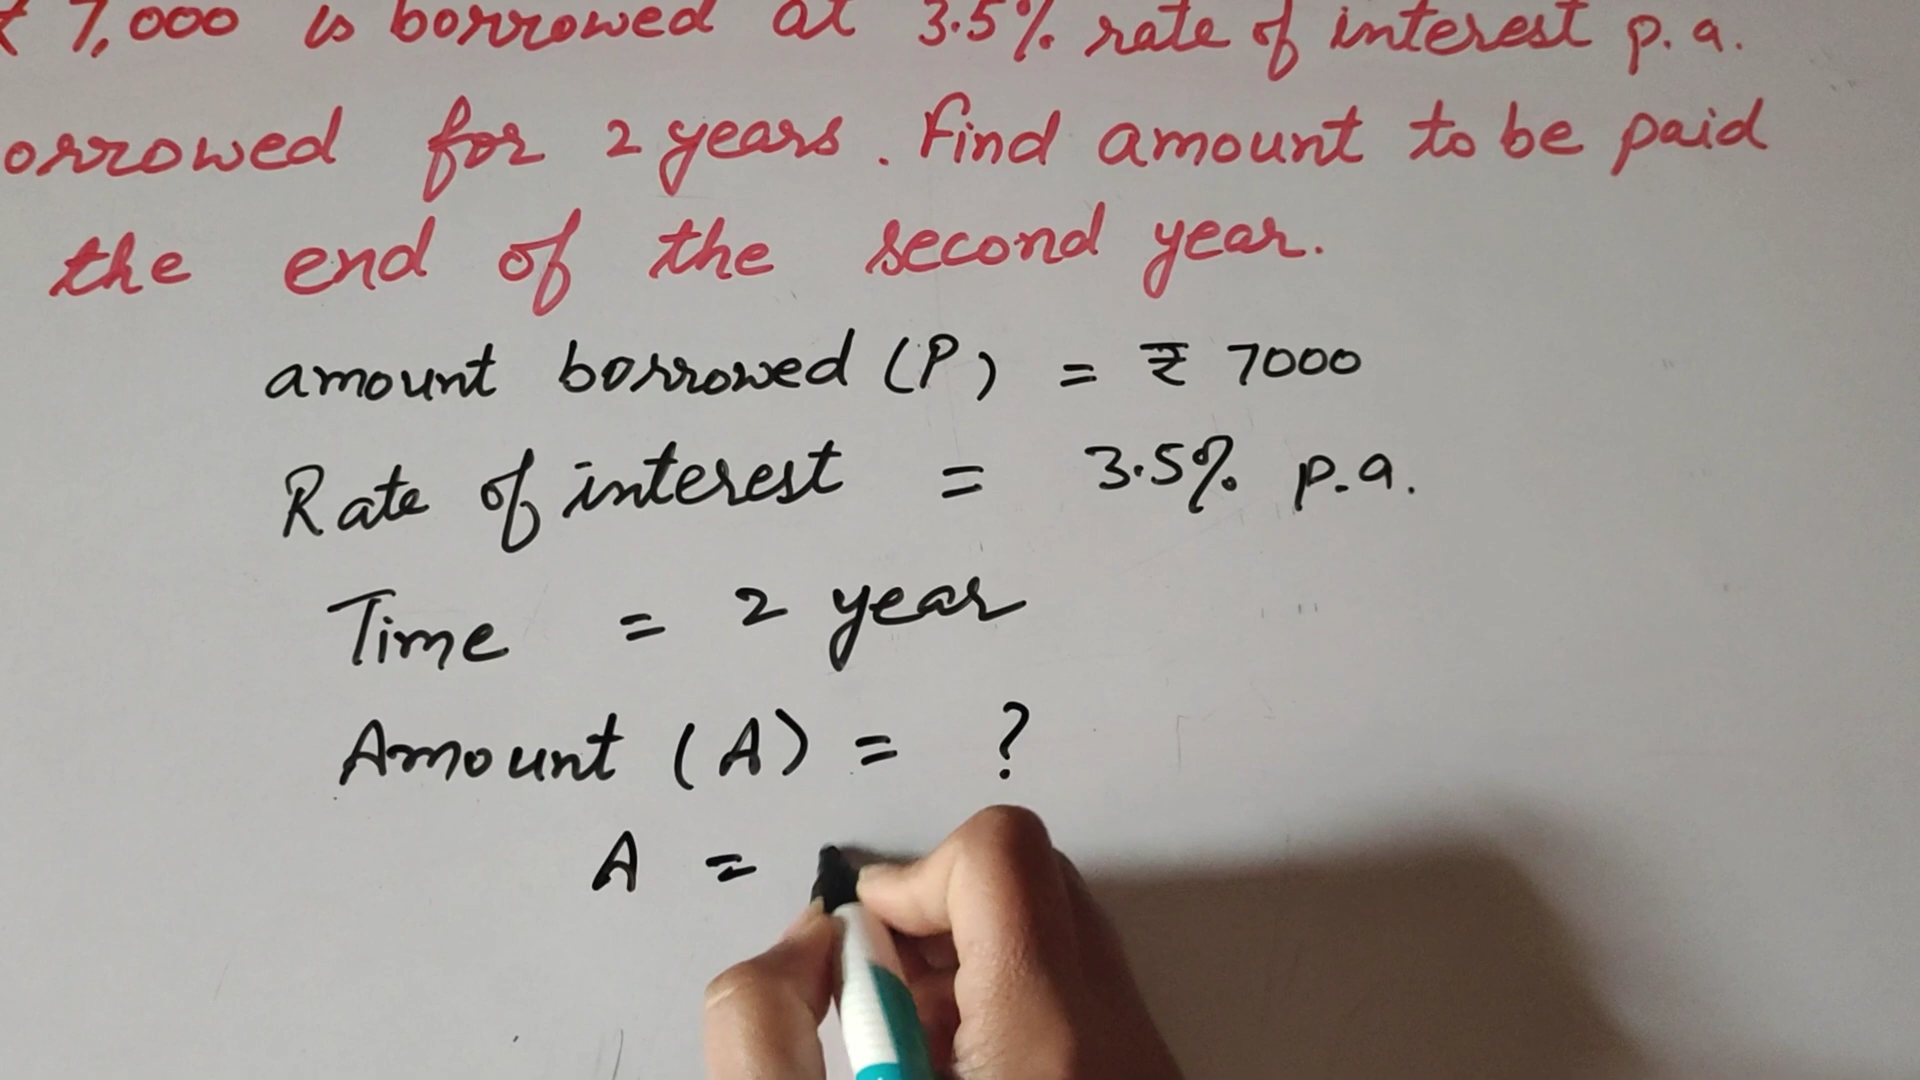 ₹ 7,000 is borrowed at 3.5% rate of interest p.a.
orrowed for 2 years. Find amount to be paid
the end of the second year.
amount borrowed (P) = ₹ 7000
Rate of interest = 3.5% p.a.
Time = 2 year
Amount (A) = ?
A =